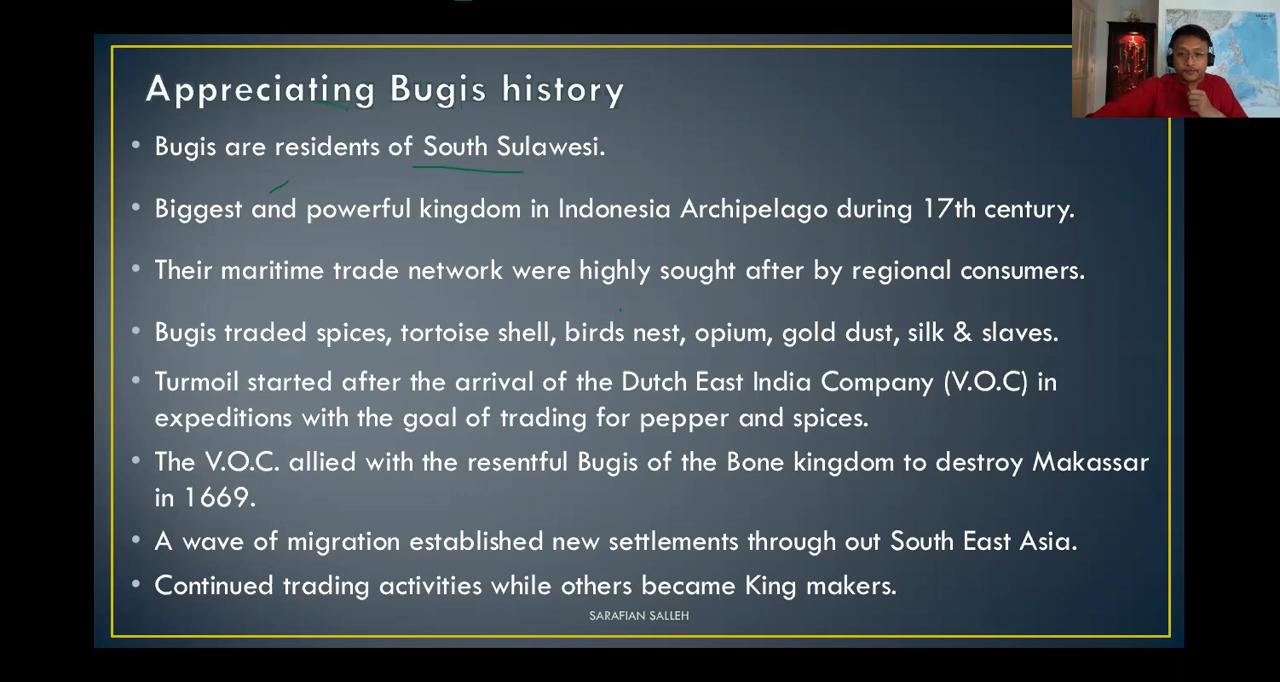 Appreciating Bugis history
• Bugis are residents of South Sulawesi.
• Biggest and powerful kingdom in Indonesia Archipelago during 17th century.
• Their maritime trade network were highly sought after by regional consumers.
• Bugis traded spices, tortoise shell, birds nest, opium, gold dust, silk & slaves.
• Turmoil started after the arrival of the Dutch East India Company (V.O.C) in
expeditions with the goal of trading for pepper and spices.
• The V.O.C. allied with the resentful Bugis of the Bone kingdom to destroy Makassar
in 1669.
• A wave of migration established new settlements through out South East Asia.
• Continued trading activities while others became King makers.
SARAFIAN SALLEH